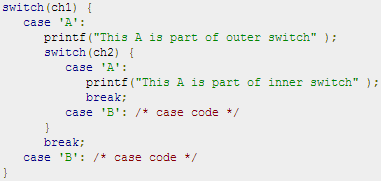 switch(ch1) {
   case 'A':
      printf("This A is part of outer switch" );
      switch(ch2) {
         case 'A':
            printf("This A is part of inner switch" );
            break;
         case 'B': /* case code */
      }
      break;
   case 'B': /* case code */
}